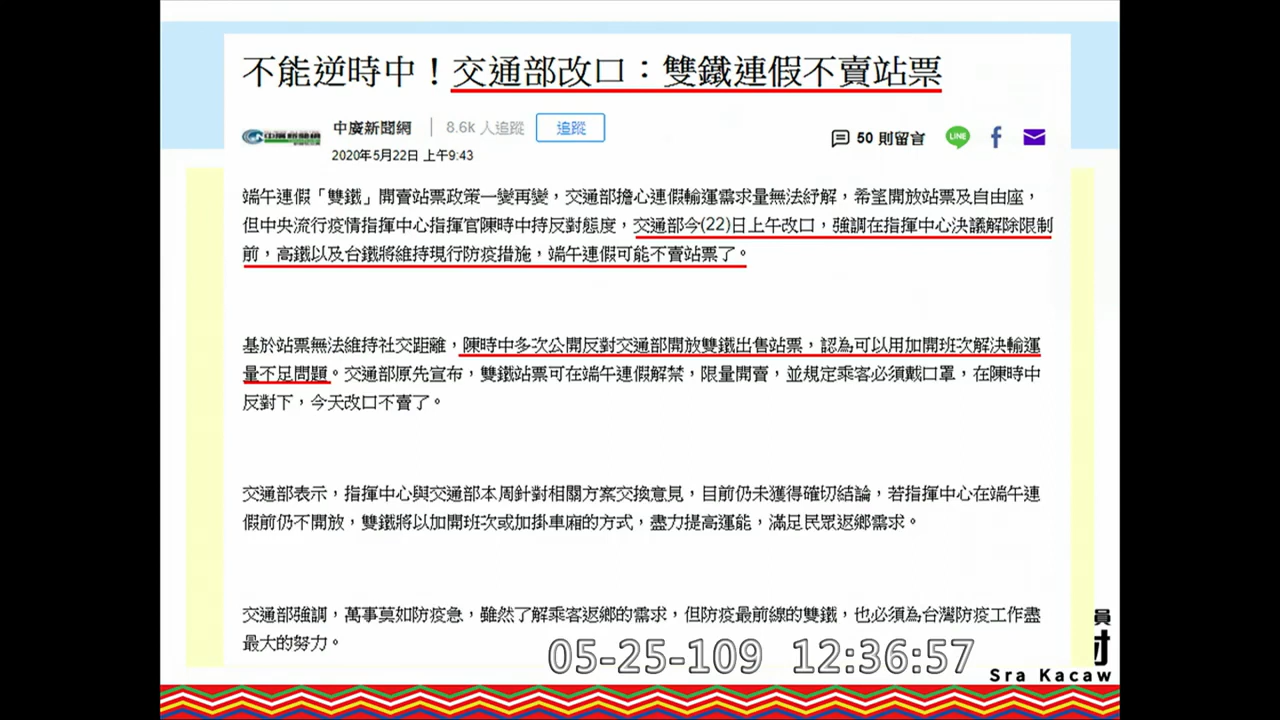 不能逆時中！交通部改口：雙鐵連假不賣站票
中廣新聞網
8.6k 人追蹤
追蹤
2020年5月22日 上午9:43
50 則留言
LINE
端午連假「雙鐵」開賣站票政策一變再變，交通部擔心連假輸運需求量無法紓解，希望開放站票及自由座，
但中央流行疫情指揮中心指揮官陳時中持反對態度，交通部今(22)日上午改口，強調在指揮中心決議解除限制
前，高鐵以及台鐵將維持現行防疫措施，端午連假可能不賣站票了。
基於站票無法維持社交距離，陳時中多次公開反對交通部開放雙鐵出售站票，認為可以用加開班次解決輸運
量不足問題。交通部原先宣布，雙鐵站票可在端午連假解禁，限量開賣，並規定乘客必須戴口罩，在陳時中
反對下，今天改口不賣了。
交通部表示，指揮中心與交通部本周針對相關方案交換意見，目前仍未獲得確切結論，若指揮中心在端午連
假前仍不開放，雙鐵將以加開班次或加掛車廂的方式，盡力提高運能，滿足民眾返鄉需求。
交通部強調，萬事莫如防疫急，雖然了解乘客返鄉的需求，但防疫最前線的雙鐵，也必須為台灣防疫工作盡
最大的努力。
05-25-109 12:36:57
員
Sra Kacaw